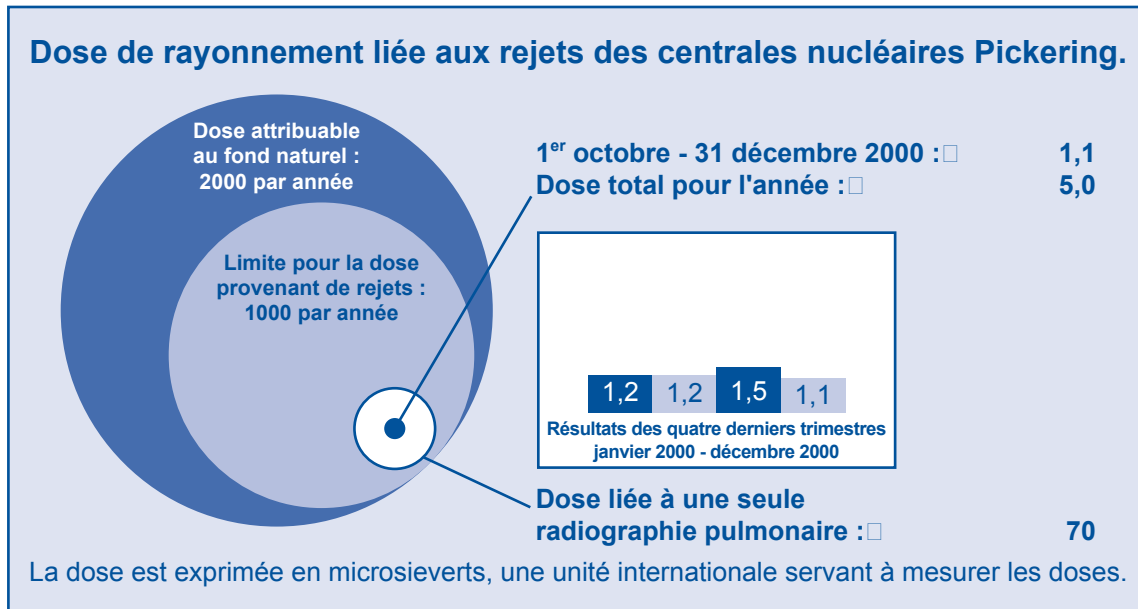 Dose de rayonnement liée aux rejets des centrales nucléaires Pickering.
Dose attribuable
au fond naturel :
2000 par année
Limite pour la dose
provenant de rejets :
1000 par année
1er octobre - 31 décembre 2000 :□ 1,1
Dose total pour l'année :□ 5,0
1,2 1,2 1,5 1,1
Résultats des quatre derniers trimestres
janvier 2000 - décembre 2000
Dose liée à une seule
radiographie pulmonaire :□ 70
La dose est exprimée en microsieverts, une unité internationale servant à mesurer les doses.